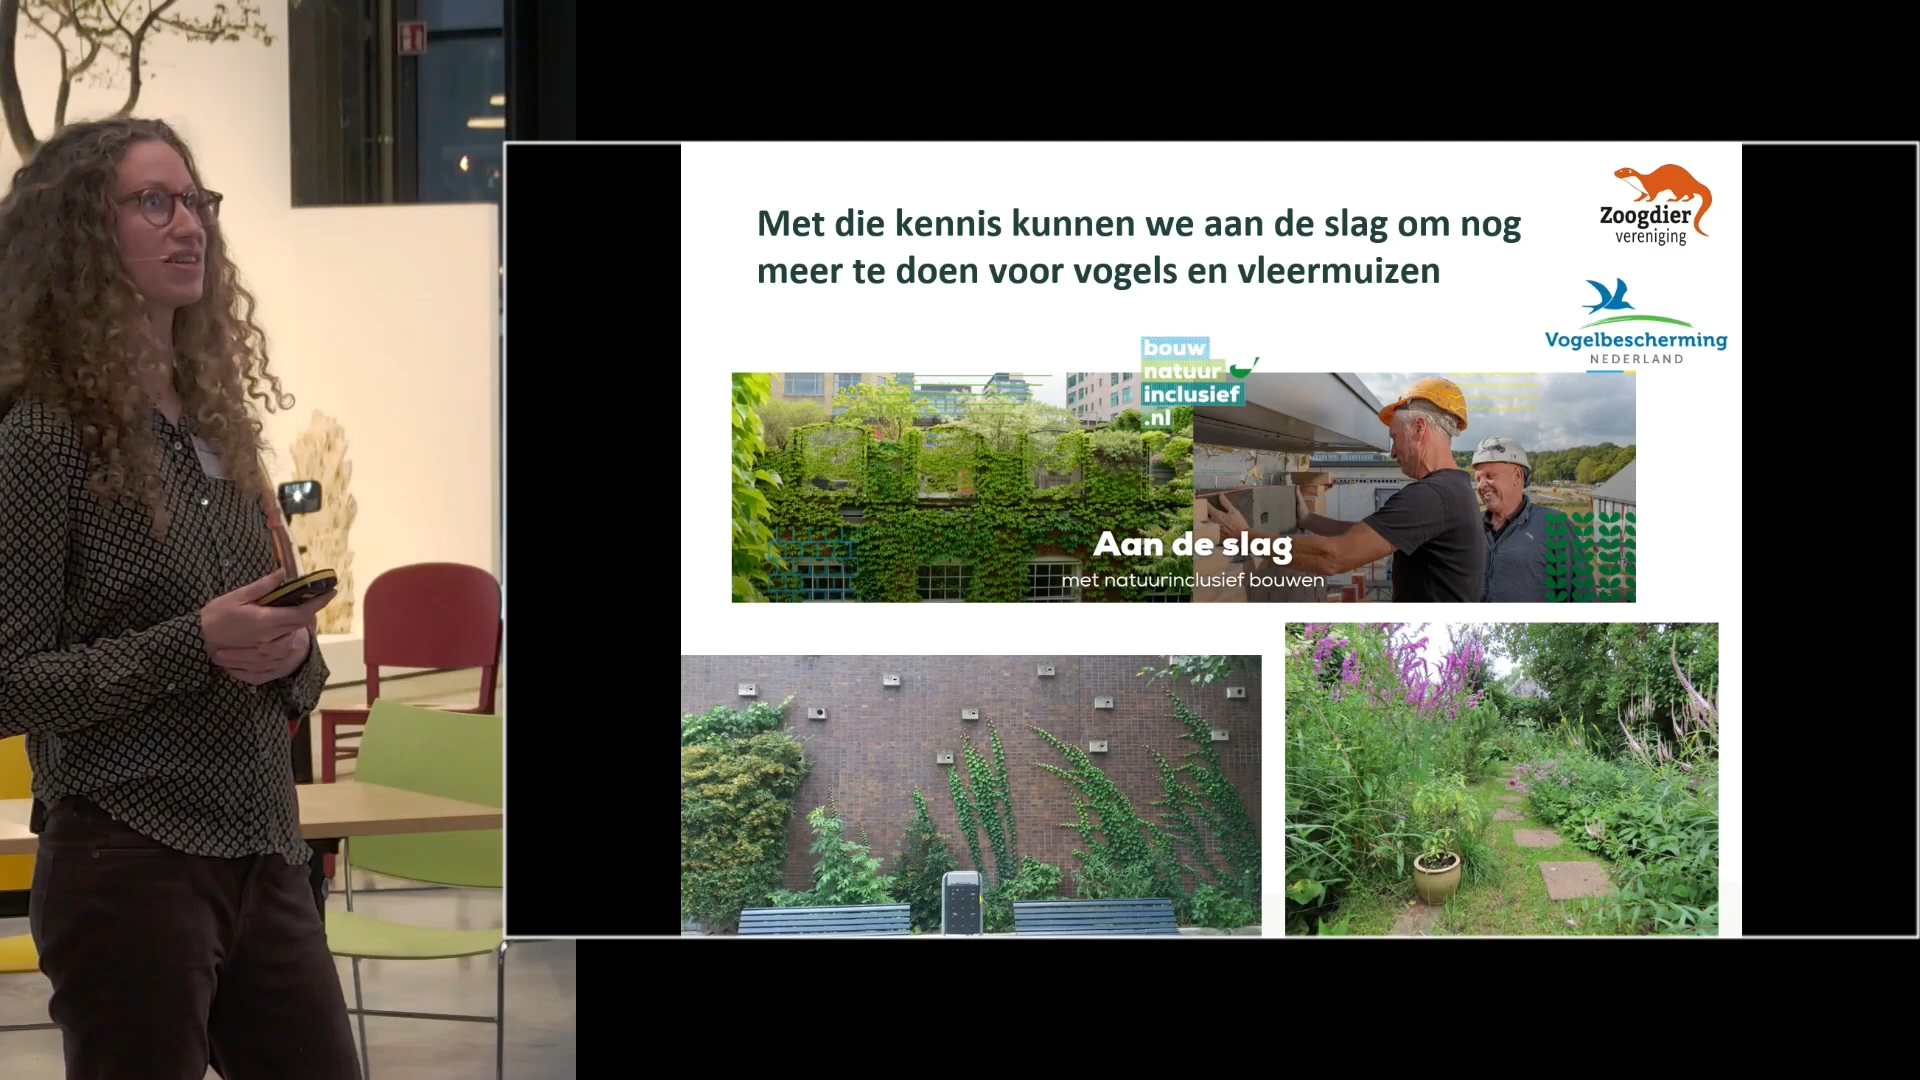 Met die kennis kunnen we aan de slag om nog
meer te doen voor vogels en vleermuizen
Zoogdier
vereniging
Vogelbescherming
NEDERLAND
bouw
natuur
inclusief
.nl
Aan de slag
met natuurinclusief bouwen